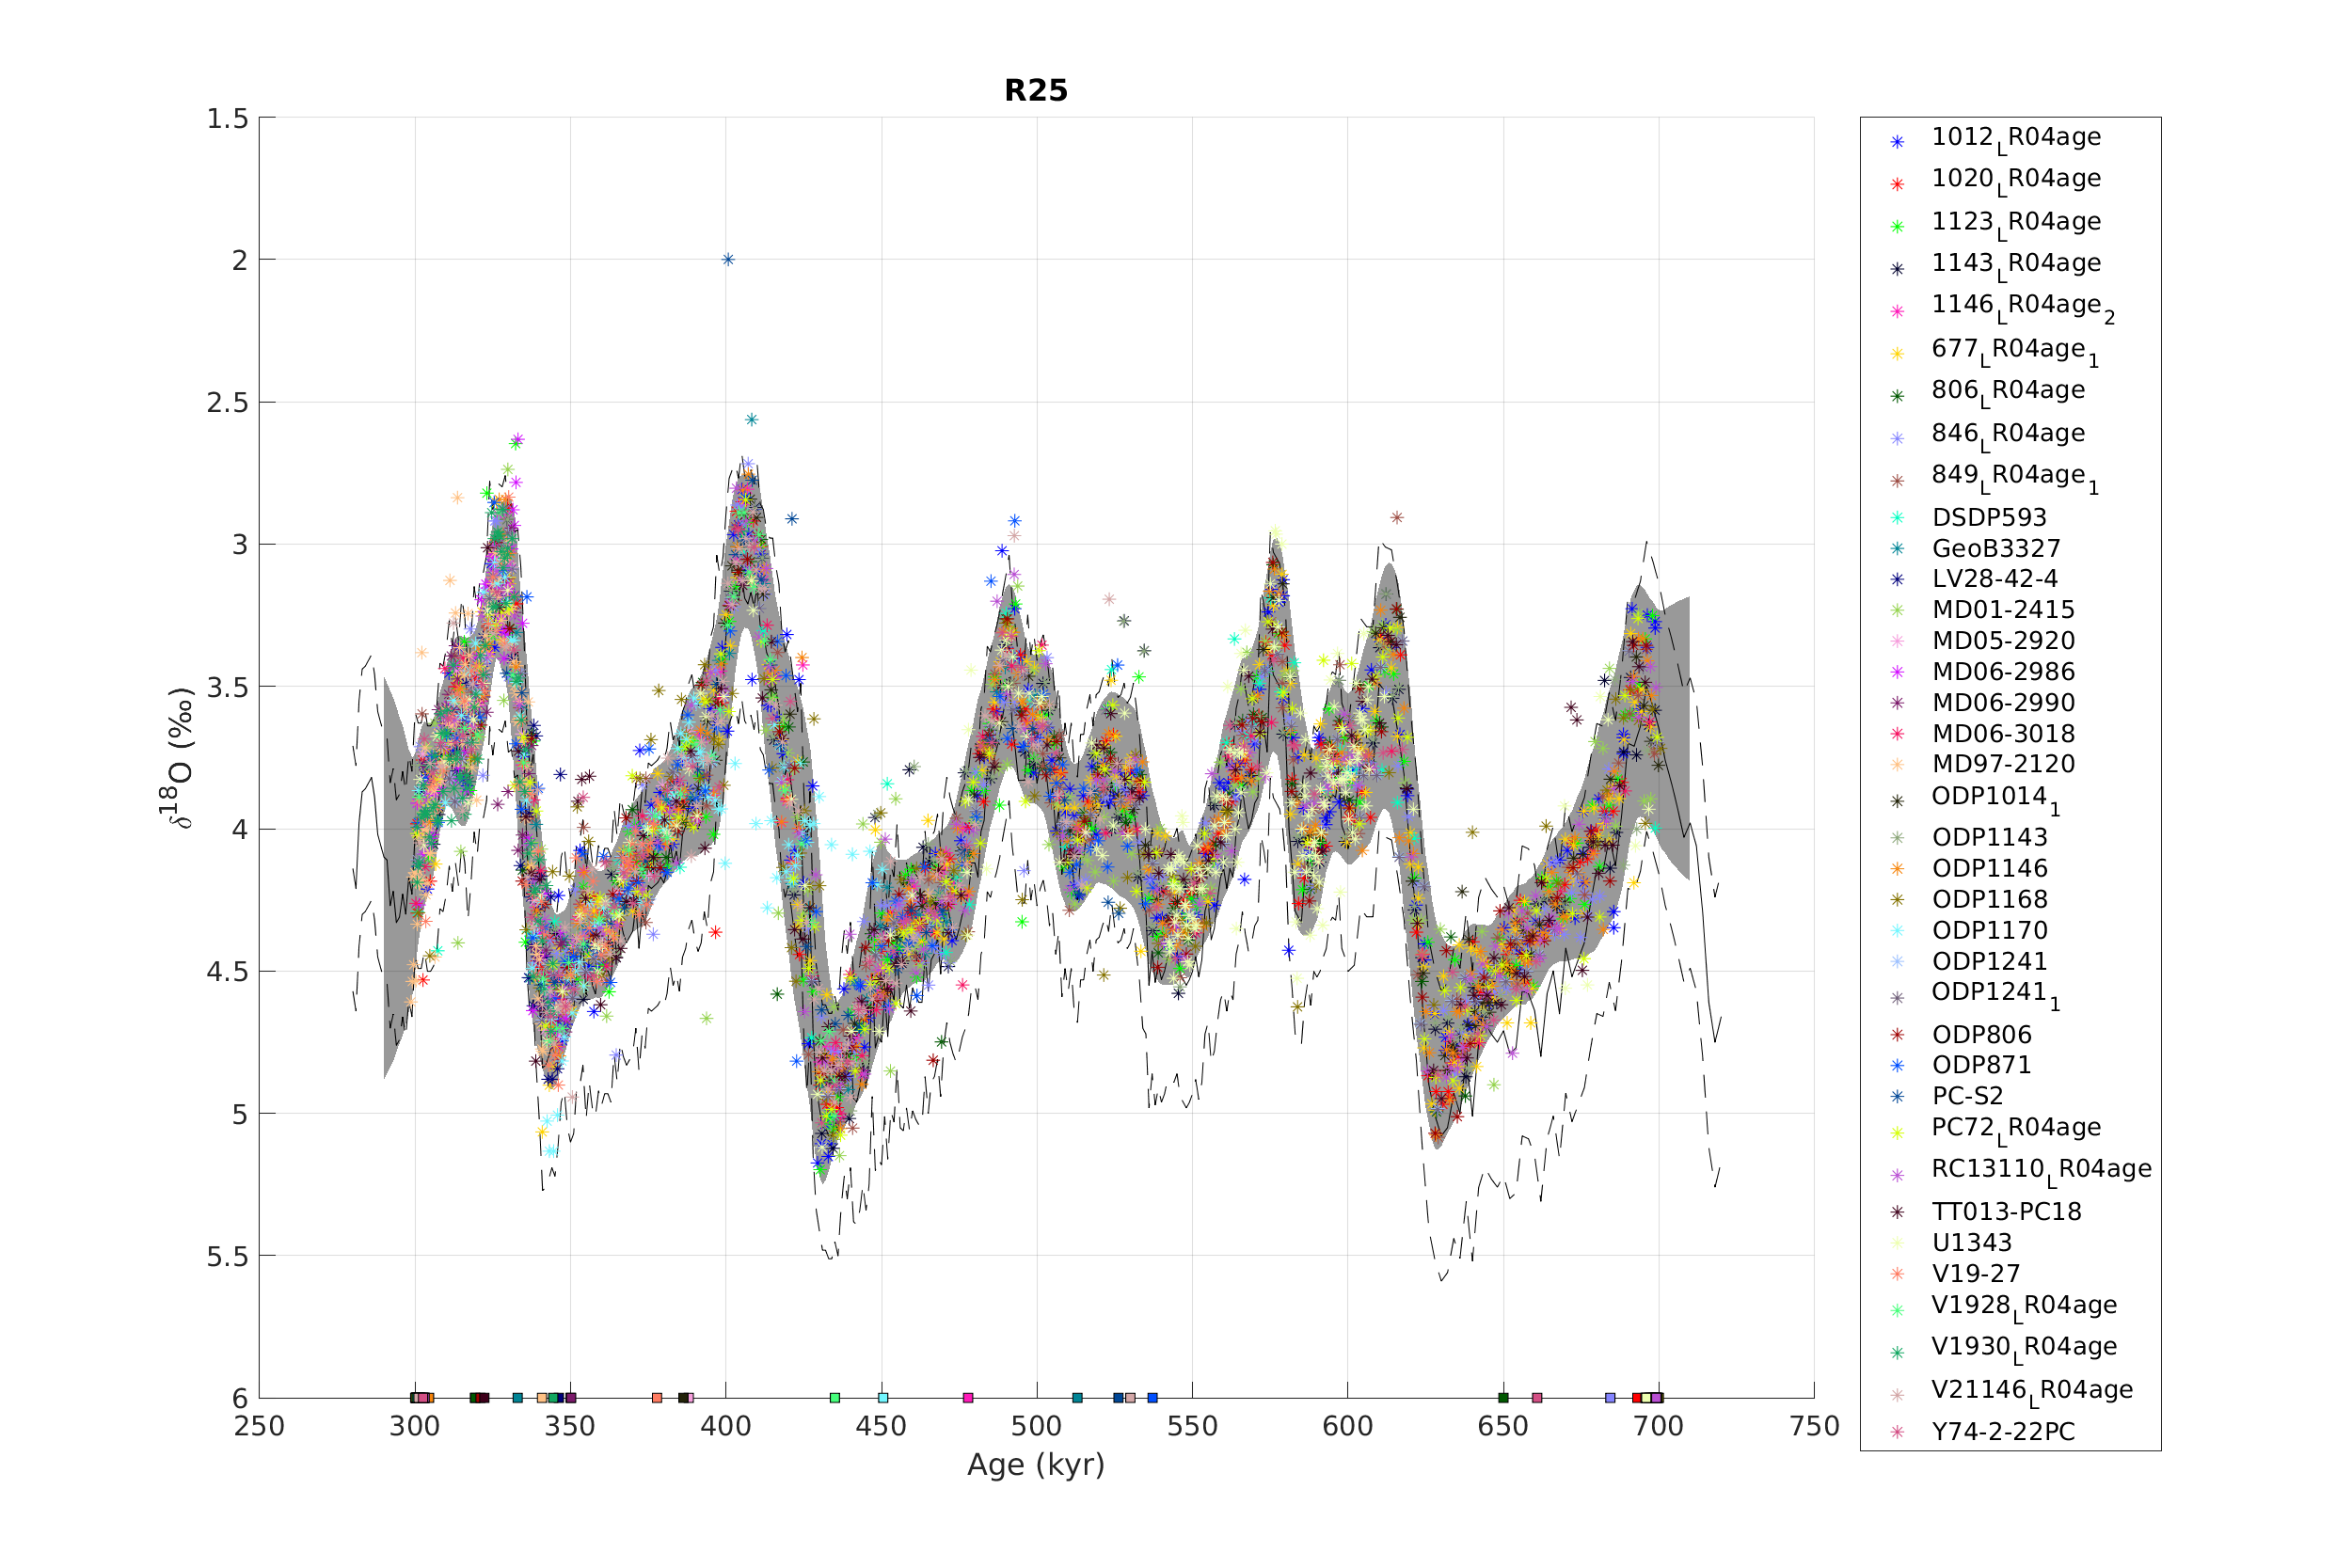 R25
1.5
2
2.5
3
3.5
4
4.5
5
5.5
6
δ18O (‰)
250 300 350 400 450 500 550 600 650 700 750
Age (kyr)
1012LR04age
1020LR04age
1123LR04age
1143LR04age
1146LR04age2
677LR04age1
806LR04age
846LR04age
849LR04age1
DSDP593
GeoB3327
LV28-42-4
MD01-2415
MD05-2920
MD06-2986
MD06-2990
MD06-3018
MD97-2120
ODP10141
ODP1143
ODP1146
ODP1168
ODP1170
ODP1241
ODP12411
ODP806
ODP871
PC-S2
PC72LR04age
RC13110LR04age
TT013-PC18
U1343
V19-27
V1928LR04age
V1930LR04age
V21146LR04age
Y74-2-22PC